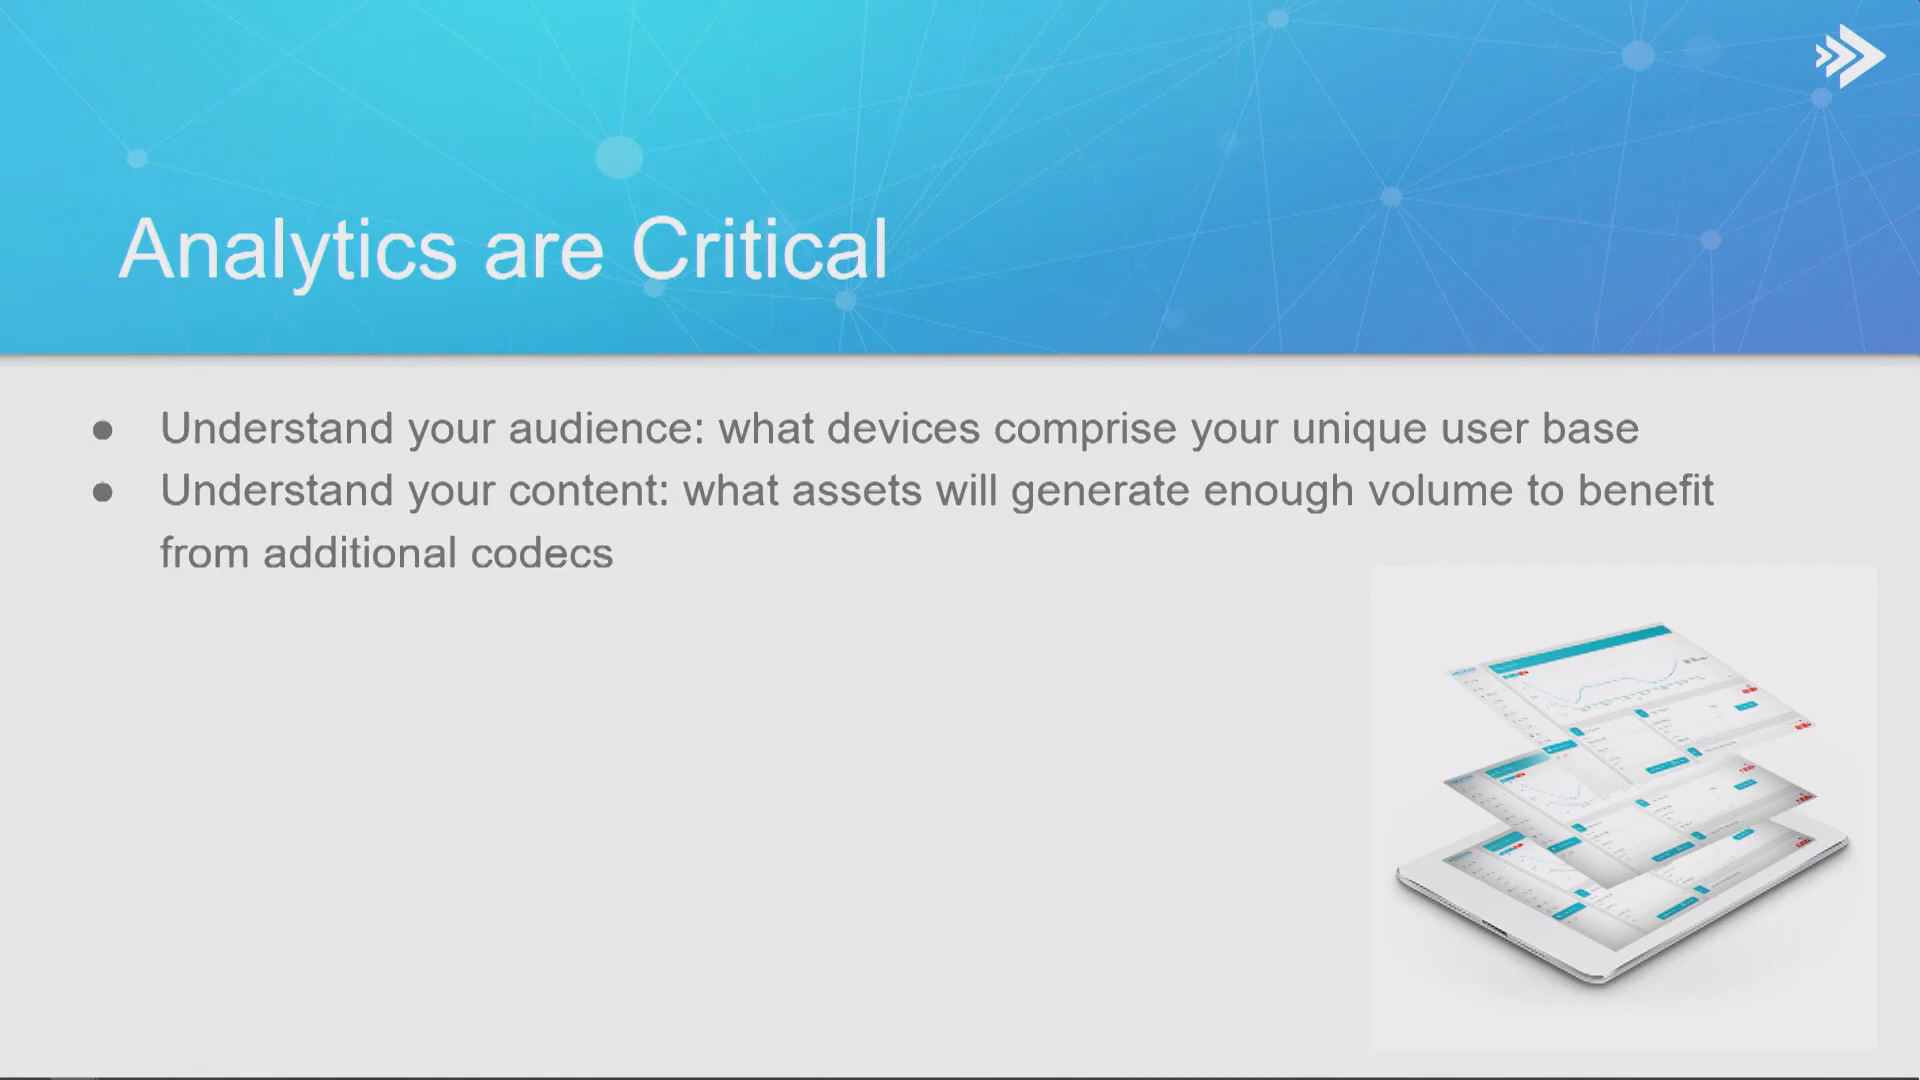 Analytics are Critical
● Understand your audience: what devices comprise your unique user base
● Understand your content: what assets will generate enough volume to benefit
from additional codecs